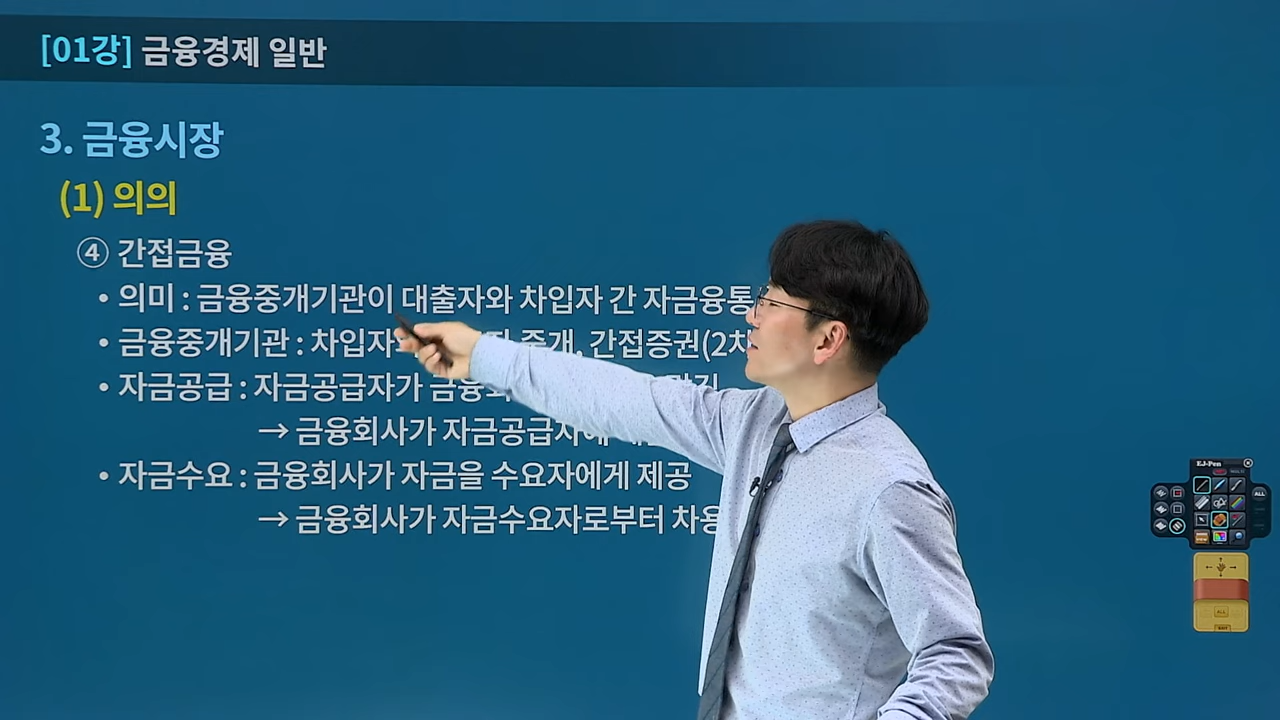 [01강] 금융경제 일반
3. 금융시장
(1) 의의
④ 간접금융
• 의미 : 금융중개기관이 대출자와 차입자 간 자금융통
• 금융중개기관 : 차입자 중개, 간접증권(2차
• 자금공급 : 자금공급자가
→ 금융회사가 자금공급자에
• 자금수요 : 금융회사가 자금을 수요자에게 제공
→ 금융회사가 자금수요자로부터 차용
EJ-Pen
ALL
ALL